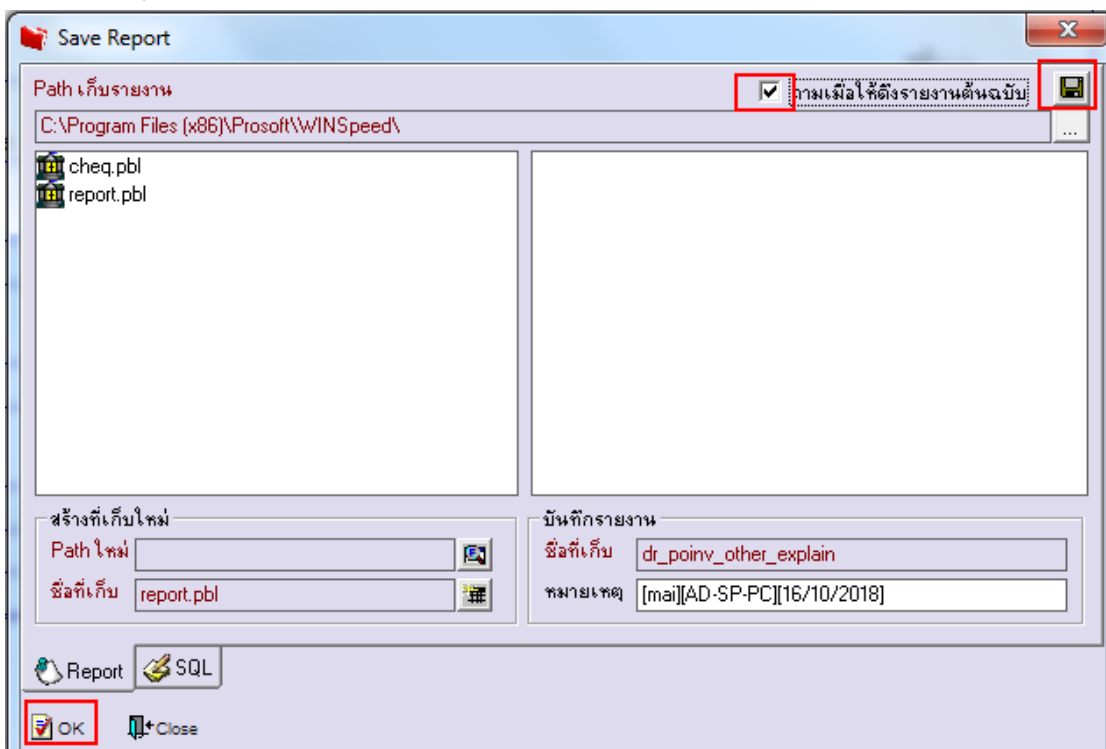 Save Report
x
Path เก็บรายงาน
ถามเมื่อให้ดึงรายงานต้นฉบับ
C:\Program Files (x86)\Prosoft\WINSpeed\
...
cheq.pbl
report.pbl
สร้างที่เก็บใหม่
Path ใหม่
ชื่อที่เก็บ report.pbl
บันทึกรายงาน
ชื่อที่เก็บ dr_poinv_other_explain
หมายเหตุ [mai][AD-SP-PC][16/10/2018]
Report SQL
OK Close